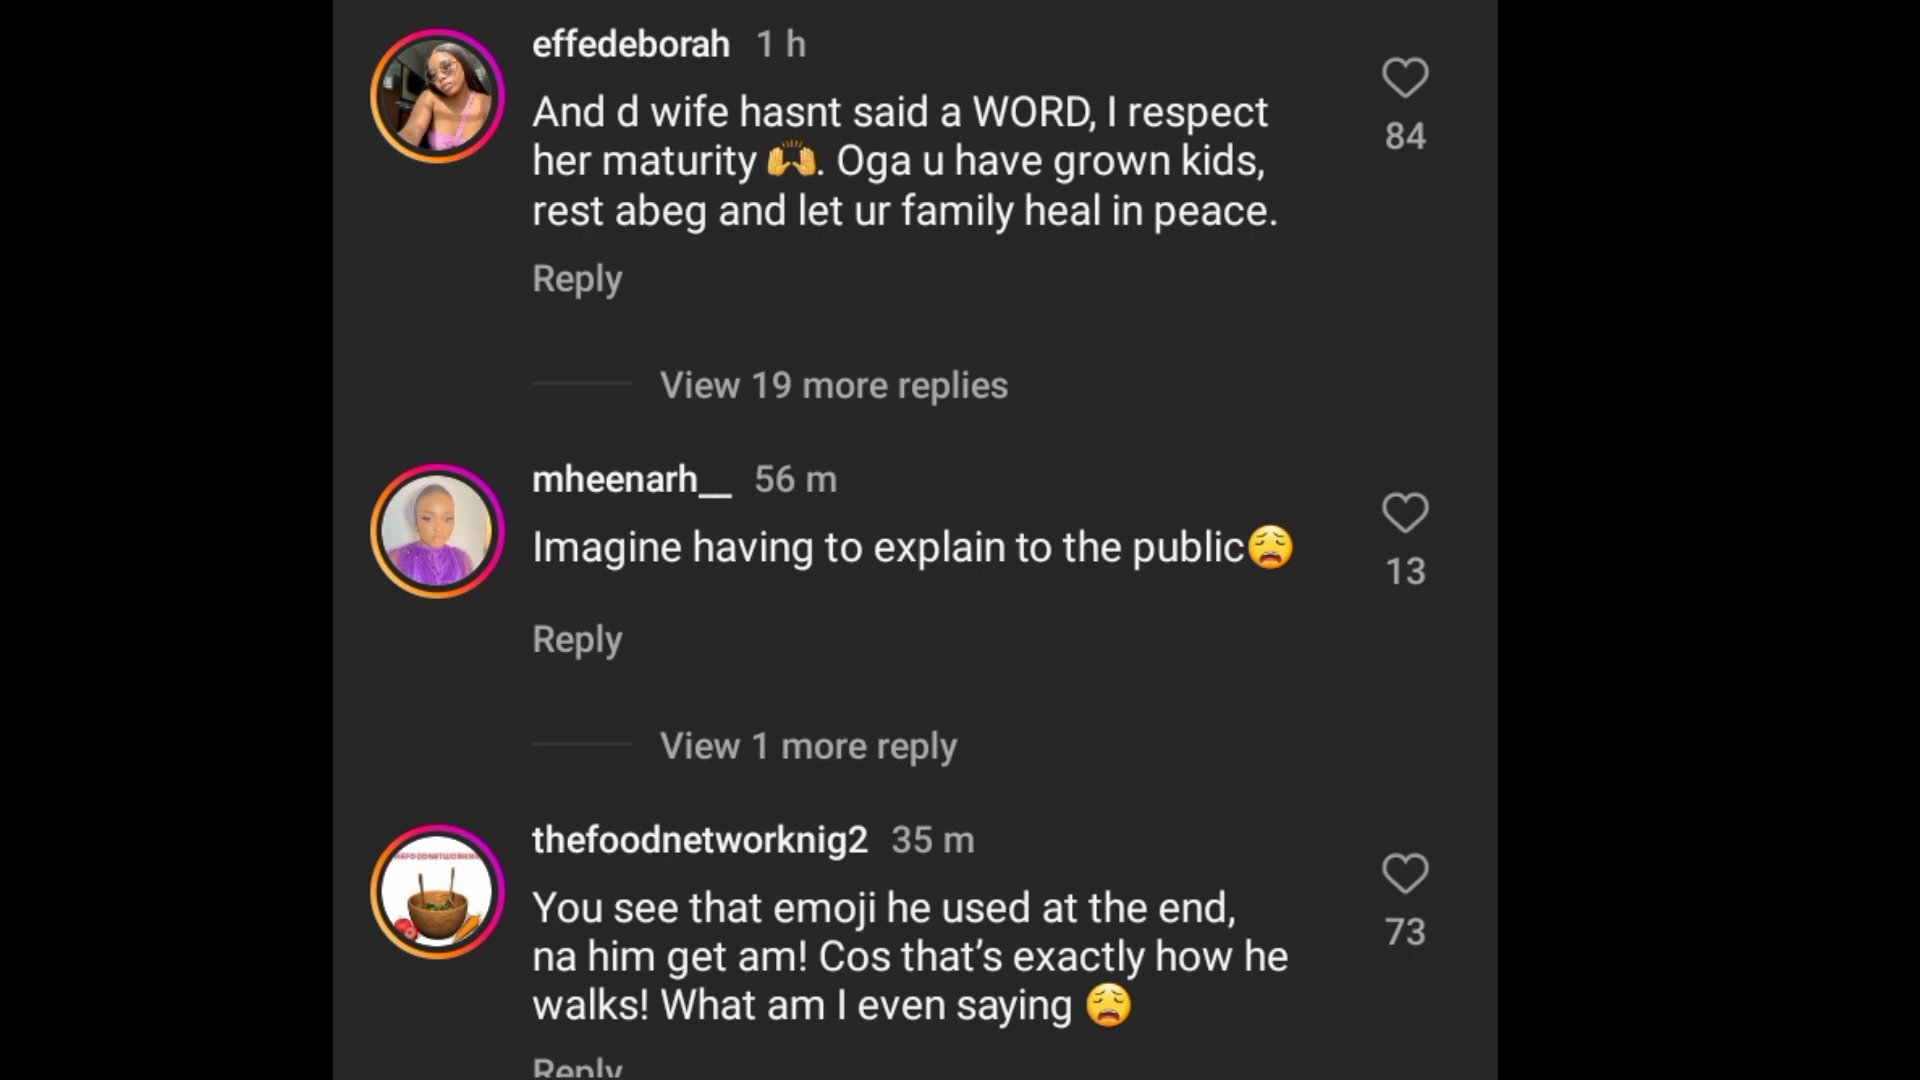 effedeborah 1 h
And d wife hasnt said a WORD, I respect
her maturity 🙌. Oga u have grown kids,
rest abeg and let ur family heal in peace.
84
Reply
View 19 more replies
mheenarh__ 56 m
Imagine having to explain to the public😩
13
Reply
View 1 more reply
thefoodnetworknig2 35 m
You see that emoji he used at the end,
na him get am! Cos that’s exactly how he
walks! What am I even saying 😩
73
Reply